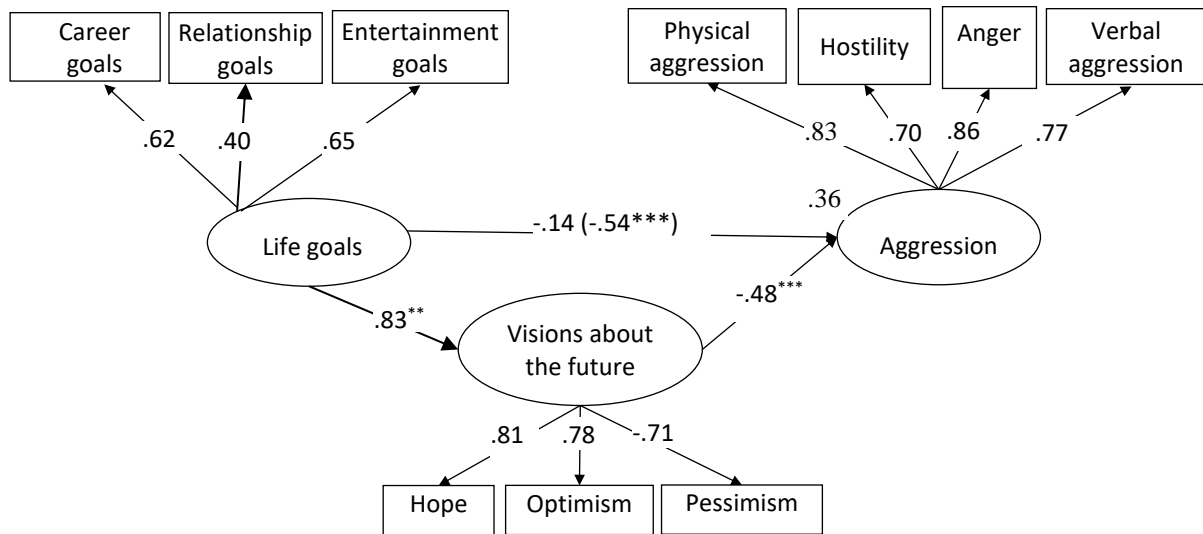 Career
goals
Relationship
goals
Entertainment
goals
Physical
aggression
Hostility
Anger
Verbal
aggression
.62
.40
.65
.83
.70
.86
.77
.36
Life goals
-.14 (-.54***)
Aggression
.83**
-.48***
Visions about
the future
.81
.78
-.71
Hope
Optimism
Pessimism